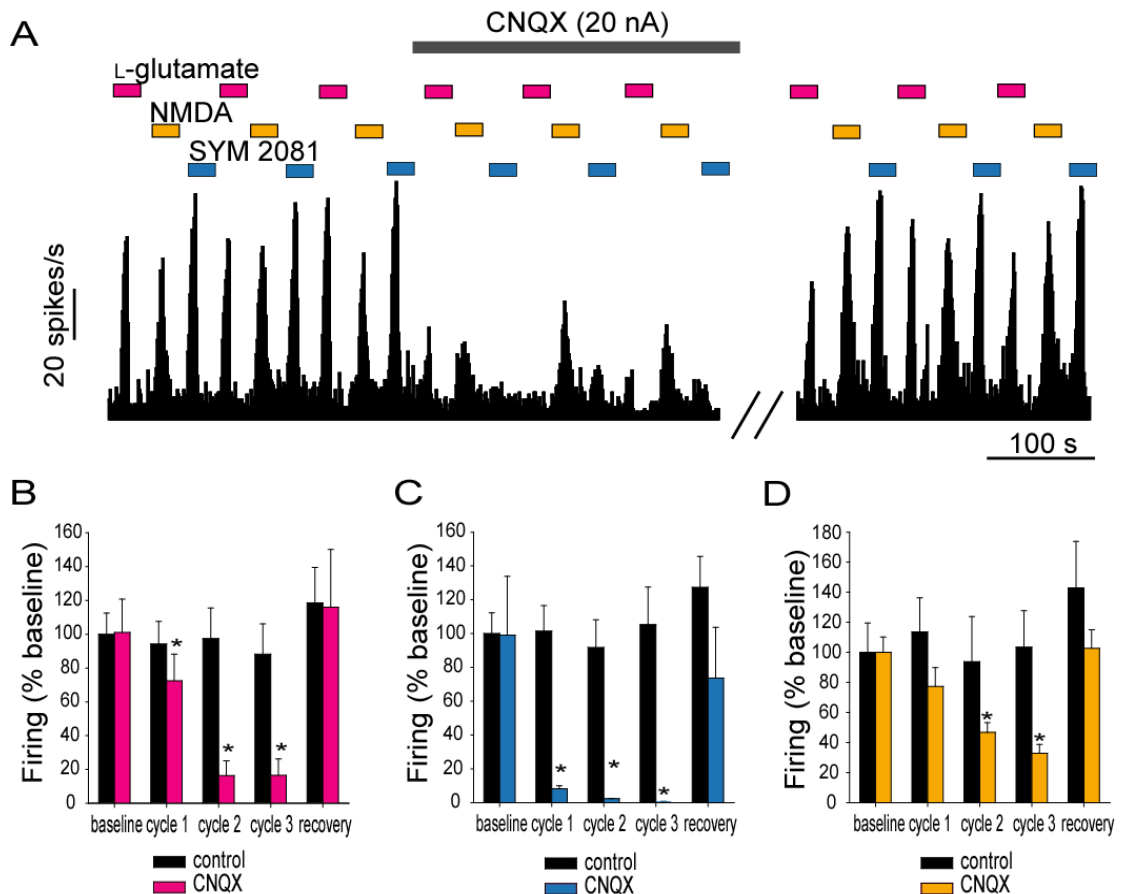 A
CNQX (20 nA)
L-glutamate
NMDA
SYM 2081
20 spikes/s
100 s
B
Firing (% baseline)
160
140
120
100
80
60
40
20
0
* * *
baseline cycle 1 cycle 2 cycle 3 recovery
control
CNQX
C
Firing (% baseline)
160
140
120
100
80
60
40
20
0
* * *
baseline cycle 1 cycle 2 cycle 3 recovery
control
CNQX
D
Firing (% baseline)
180
160
140
120
100
80
60
40
20
0
* *
baseline cycle 1 cycle 2 cycle 3 recovery
control
CNQX